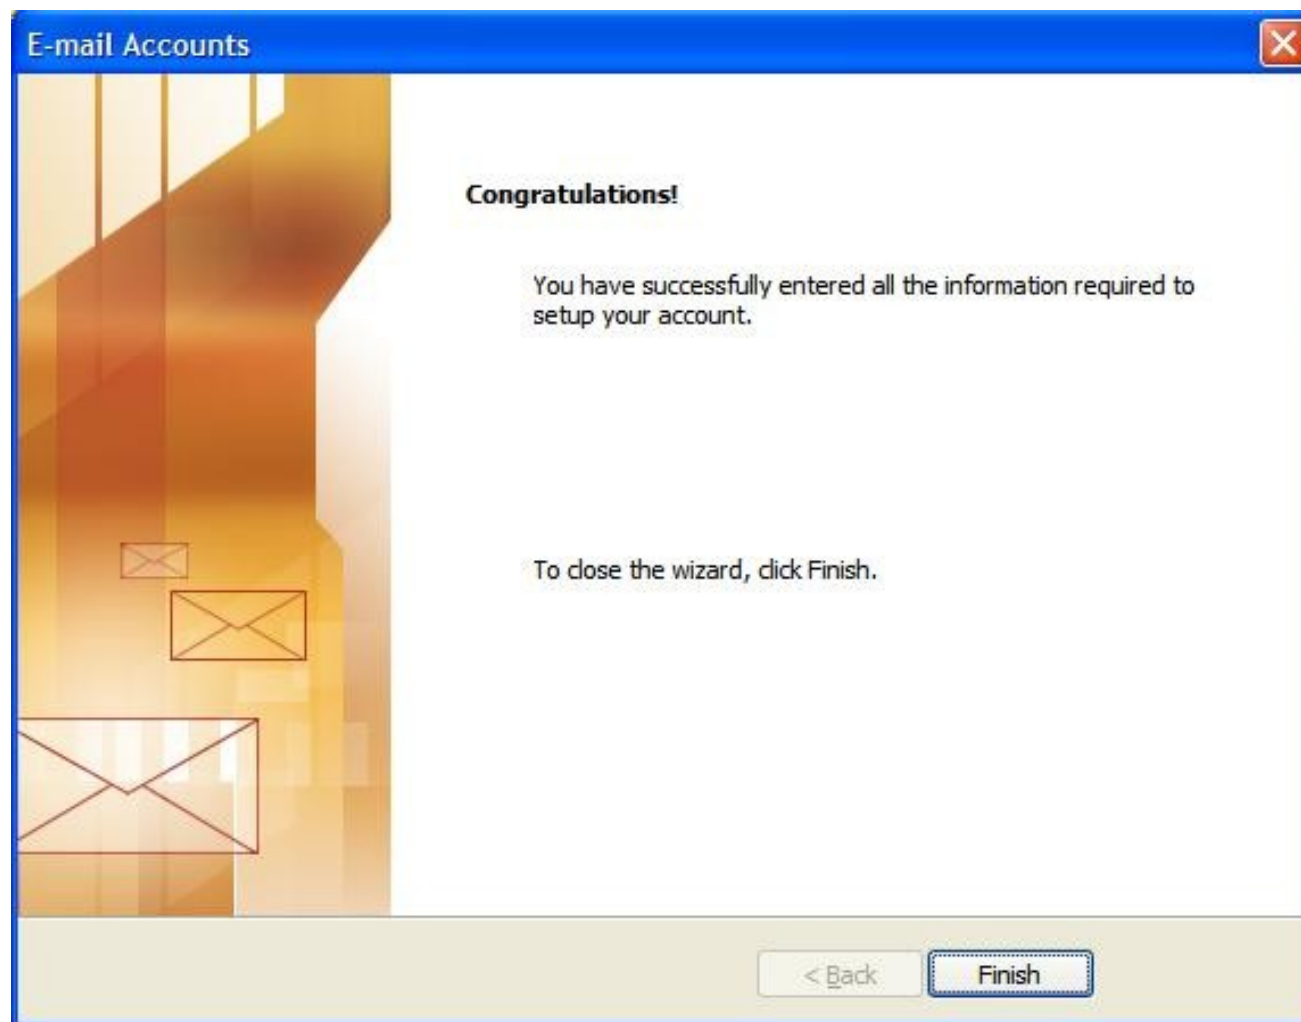 E-mail Accounts
Congratulations!
You have successfully entered all the information required to
setup your account.
To close the wizard, click Finish.
< Back
Finish